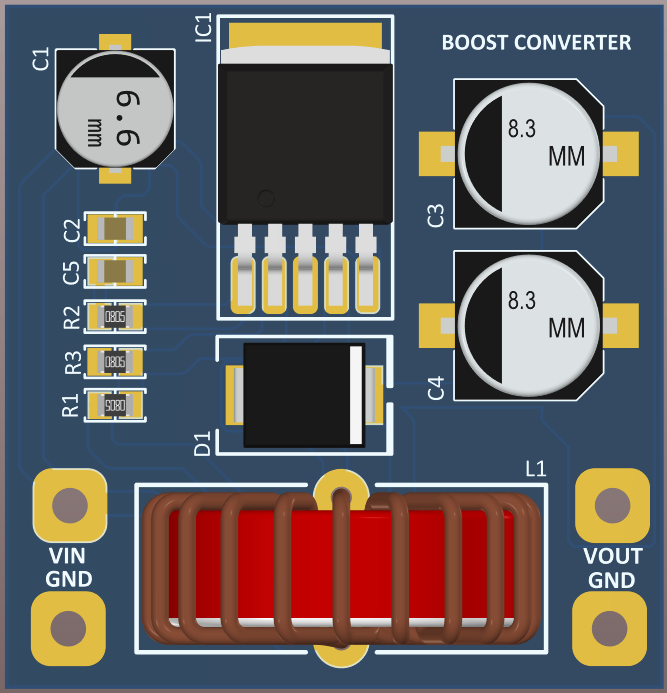 C1
6.6
mm
IC1
BOOST CONVERTER
8.3
MM
C3
C2
C5
R2
0805
R3
0805
R1
0805
8.3
MM
C4
D1
L1
VIN
GND
VOUT
GND